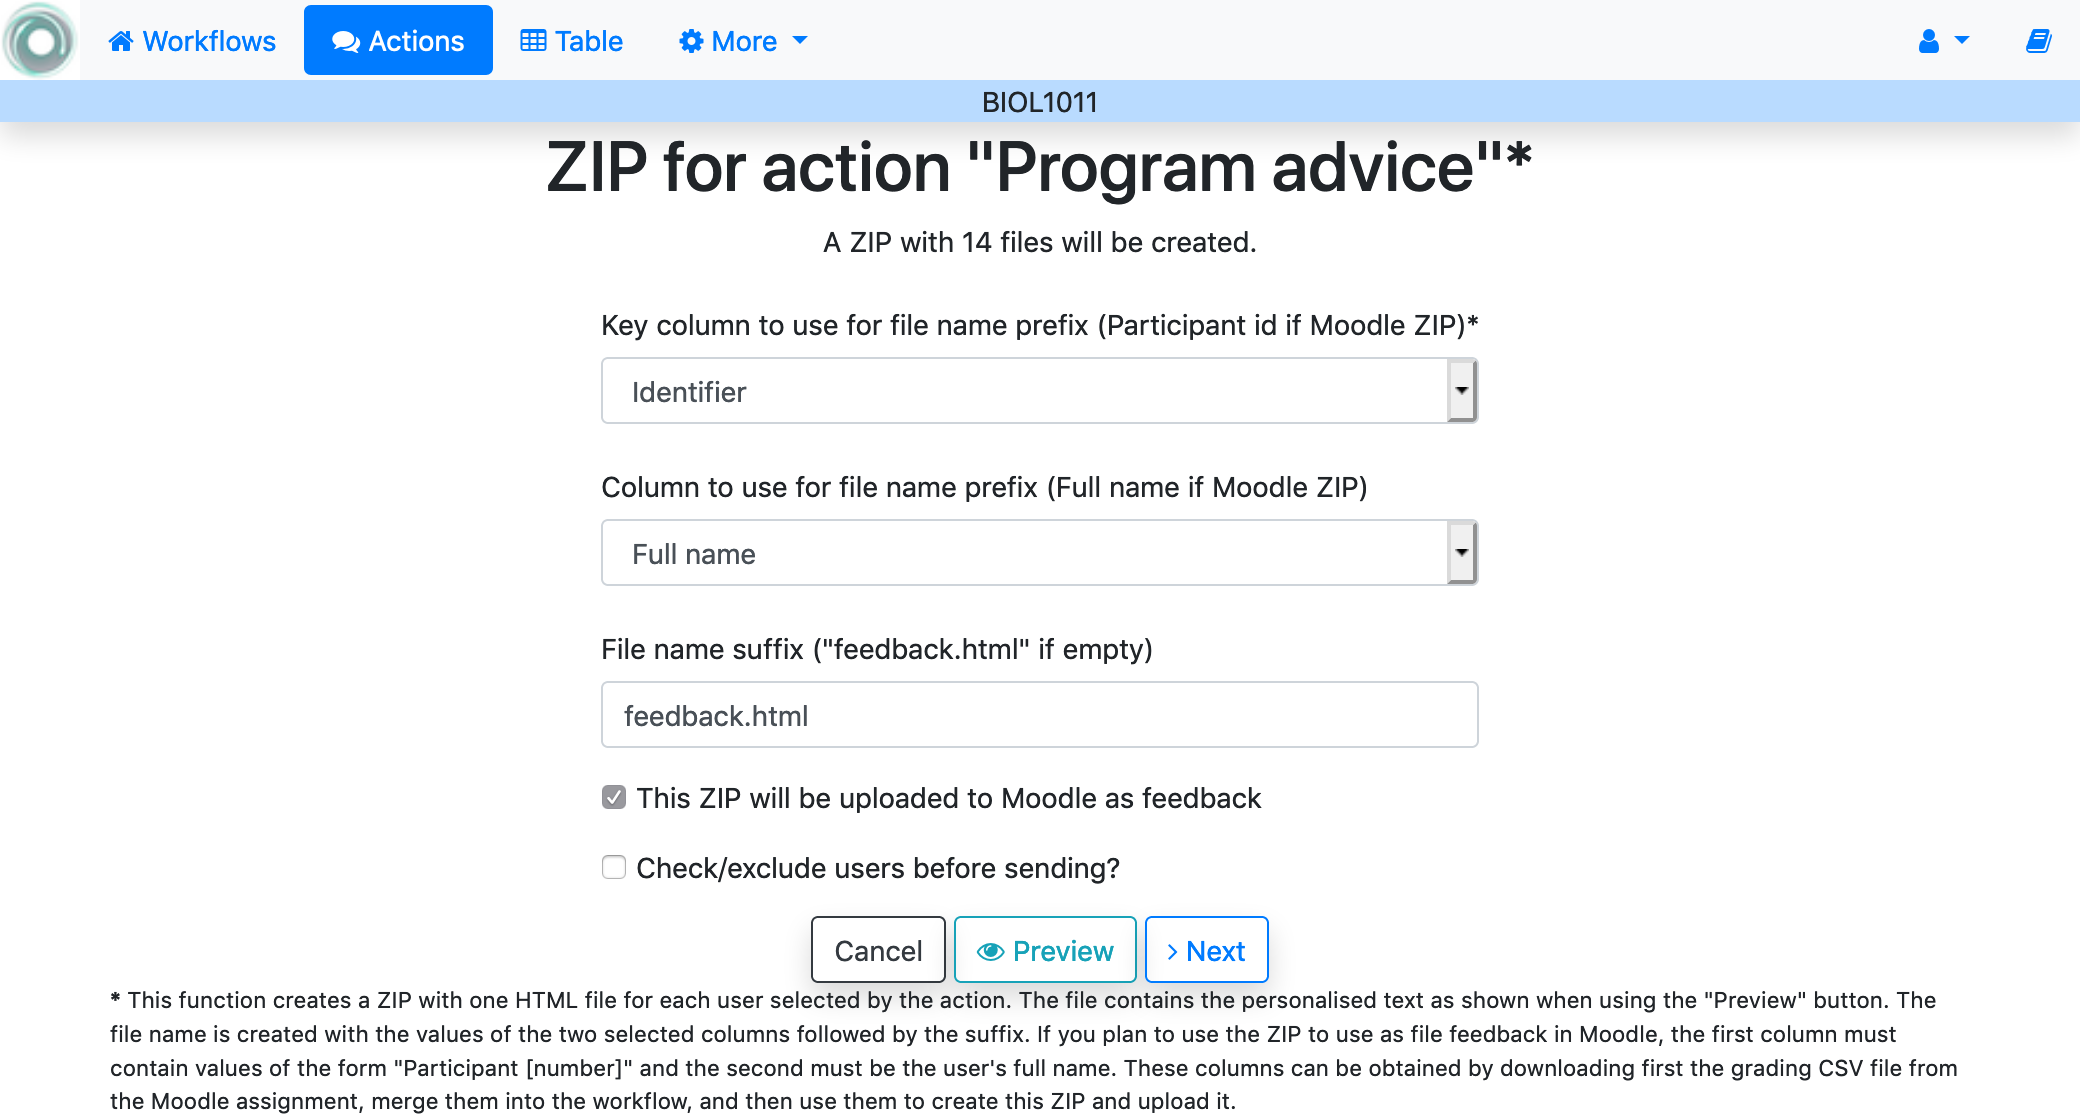 Workflows Actions Table More
BIOL1011
ZIP for action "Program advice"*
A ZIP with 14 files will be created.
Key column to use for file name prefix (Participant id if Moodle ZIP)*
Identifier
Column to use for file name prefix (Full name if Moodle ZIP)
Full name
File name suffix ("feedback.html" if empty)
feedback.html
This ZIP will be uploaded to Moodle as feedback
Check/exclude users before sending?
Cancel Preview Next
* This function creates a ZIP with one HTML file for each user selected by the action. The file contains the personalised text as shown when using the "Preview" button. The
file name is created with the values of the two selected columns followed by the suffix. If you plan to use the ZIP to use as file feedback in Moodle, the first column must
contain values of the form "Participant [number]" and the second must be the user's full name. These columns can be obtained by downloading first the grading CSV file from
the Moodle assignment, merge them into the workflow, and then use them to create this ZIP and upload it.